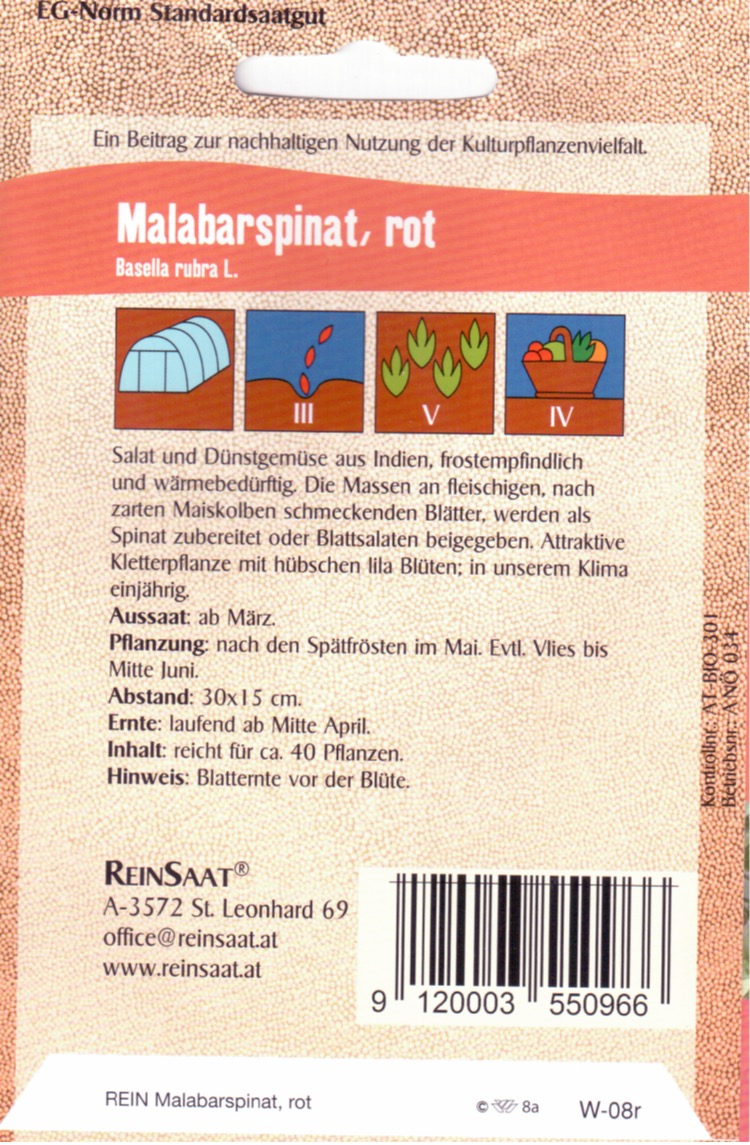 EG-Norm Standardsaatgut
Ein Beitrag zur nachhaltigen Nutzung der Kulturpflanzenvielfalt.
Malabarspinat, rot
Basella rubra L.
III
V
IV
Salat und Dünstgemüse aus Indien, frostempfindlich
und wärmebedürftig. Die Massen an fleischigen, nach
zarten Maiskolben schmeckenden Blätter, werden als
Spinat zubereitet oder Blattsalaten beigegeben. Attraktive
Kletterpflanze mit hübschen lila Blüten; in unserem Klima
einjährig.
Aussaat: ab März.
Pflanzung: nach den Spätfrösten im Mai. Evtl. Vlies bis
Mitte Juni.
Abstand: 30x15 cm.
Ernte: laufend ab Mitte April.
Inhalt: reicht für ca. 40 Pflanzen.
Hinweis: Blatternte vor der Blüte.
Kontrollnr.: AT-BIO-301
Betriebsnr.: ANÖ 034
REINSAAT®
A-3572 St. Leonhard 69
office@reinsaat.at
www.reinsaat.at
9 120003 550966
REIN Malabarspinat, rot
© 8a
W-08r